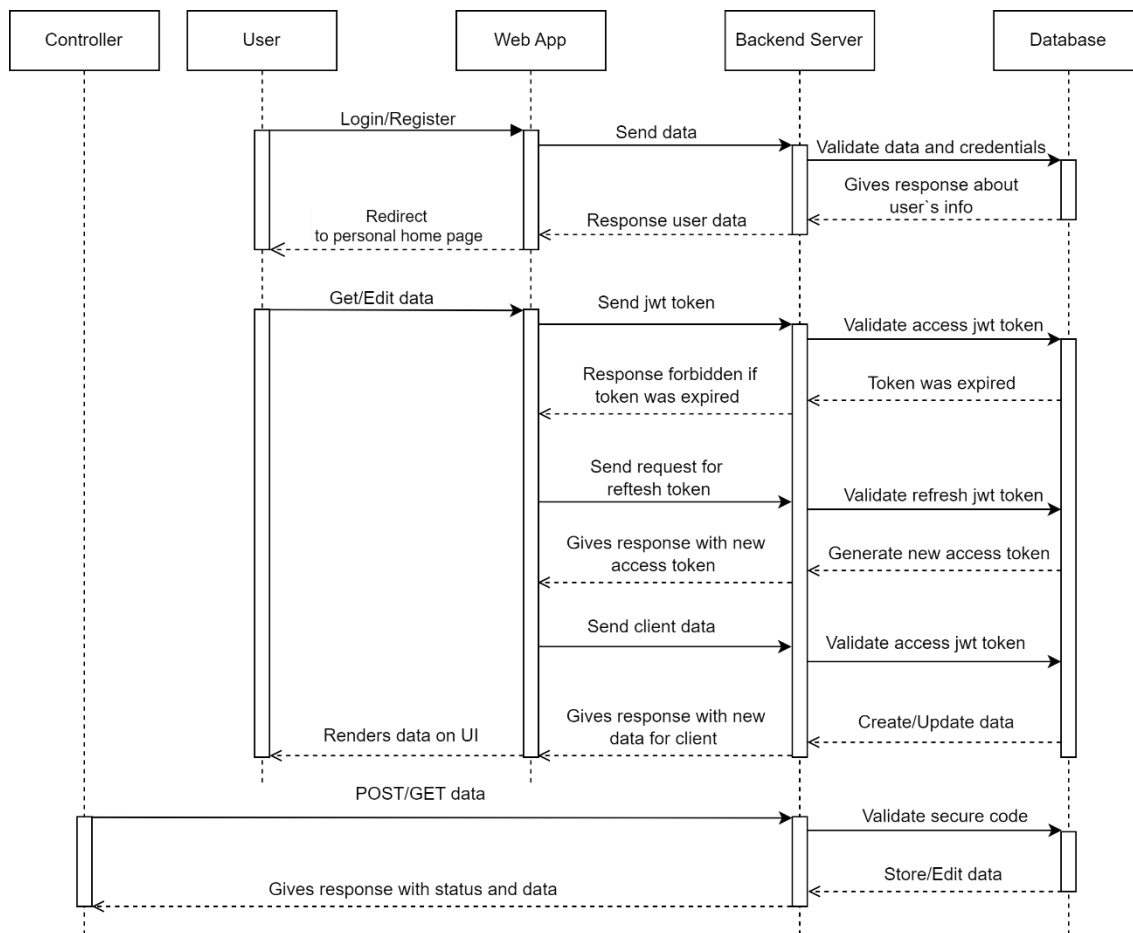 Controller
User
Web App
Backend Server
Database
Login/Register
Send data
Validate data and credentials
Gives response about
user`s info
Response user data
Redirect
to personal home page
Get/Edit data
Send jwt token
Validate access jwt token
Response forbidden if
token was expired
Token was expired
Send request for
reftesh token
Validate refresh jwt token
Gives response with new
access token
Generate new access token
Send client data
Validate access jwt token
Gives response with new
data for client
Create/Update data
Renders data on UI
POST/GET data
Validate secure code
Store/Edit data
Gives response with status and data